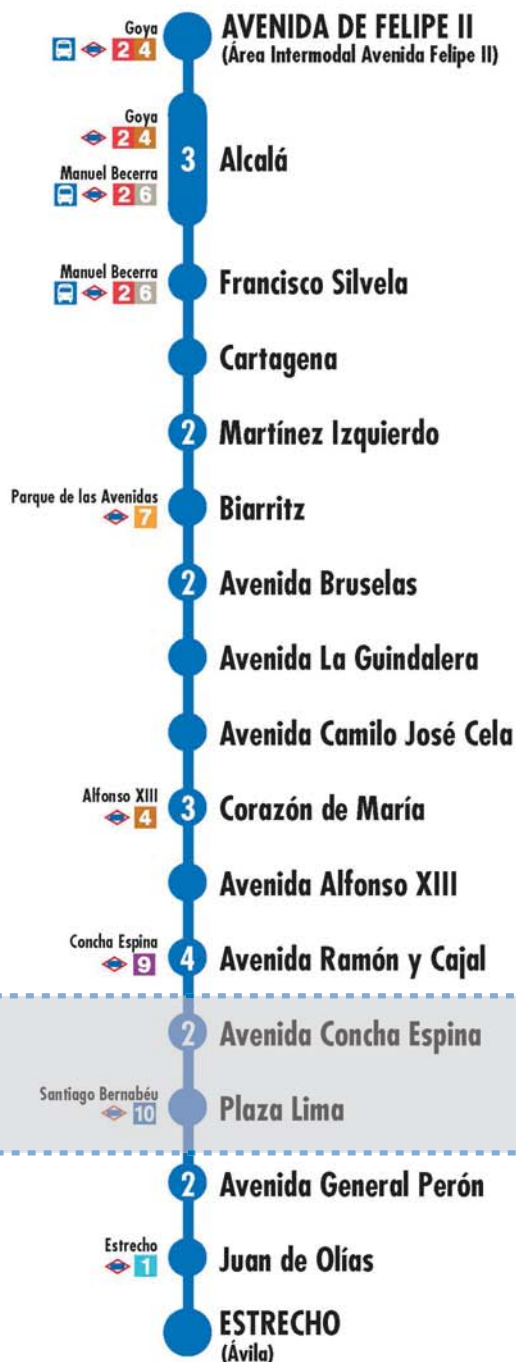 Goya
2 4
AVENIDA DE FELIPE II
(Área Intermodal Avenida Felipe II)
Goya
2 4
3
Alcalá
Manuel Becerra
2 6
Manuel Becerra
2 6
Francisco Silvela
Cartagena
2 Martínez Izquierdo
Parque de las Avenidas
7
Biarritz
2 Avenida Bruselas
Avenida La Guindalera
Avenida Camilo José Cela
Alfonso XIII
4
3 Corazón de María
Avenida Alfonso XIII
Concha Espina
9
4 Avenida Ramón y Cajal
2 Avenida Concha Espina
Santiago Bernabéu
10
Plaza Lima
2 Avenida General Perón
Estrecho
1
Juan de Olías
ESTRECHO
(Ávila)